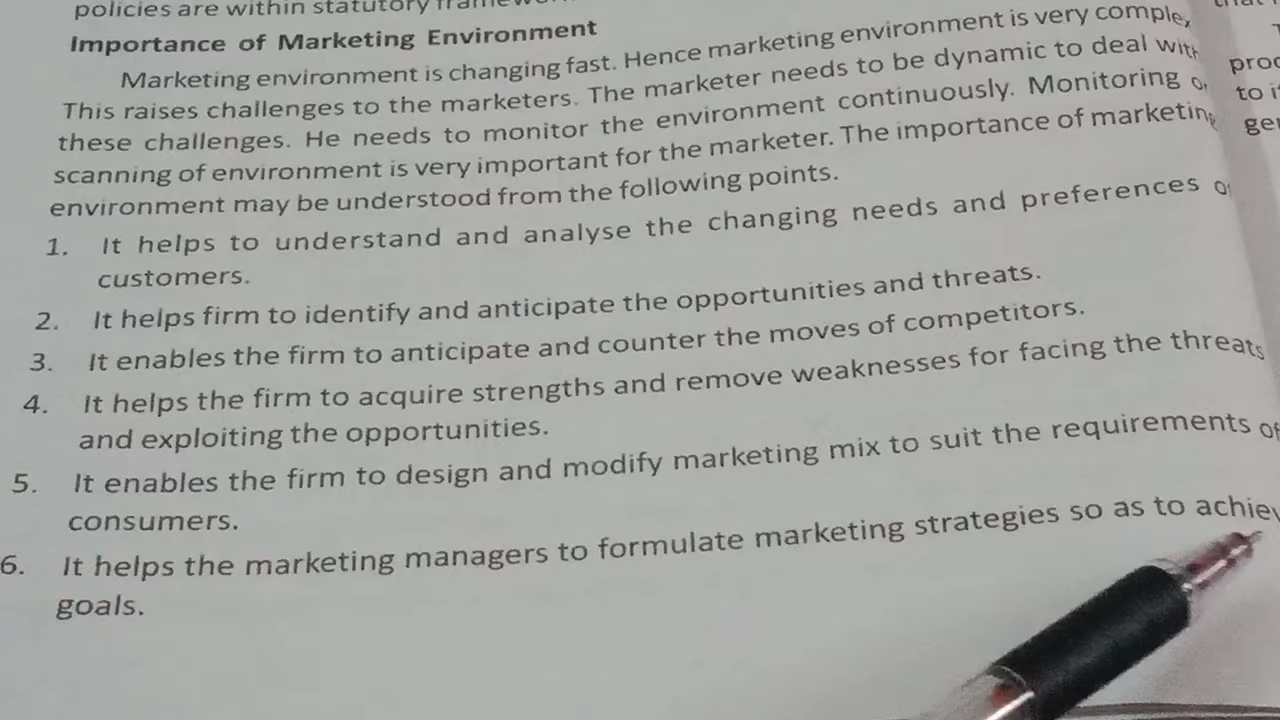 policies are within statutory
Importance of Marketing Environment
Marketing environment is changing fast. Hence marketing environment is very comple
This raises challenges to the marketers. The marketer needs to be dynamic to deal with
these challenges. He needs to monitor the environment continuously. Monitoring o
scanning of environment is very important for the marketer. The importance of marketing
environment may be understood from the following points.
1. It helps to understand and analyse the changing needs and preferences of
customers.
2. It helps firm to identify and anticipate the opportunities and threats.
3. It enables the firm to anticipate and counter the moves of competitors.
4. It helps the firm to acquire strengths and remove weaknesses for facing the threats
and exploiting the opportunities.
5. It enables the firm to design and modify marketing mix to suit the requirements of
consumers.
6. It helps the marketing managers to formulate marketing strategies so as to achiev
goals.
proc
to i
ger